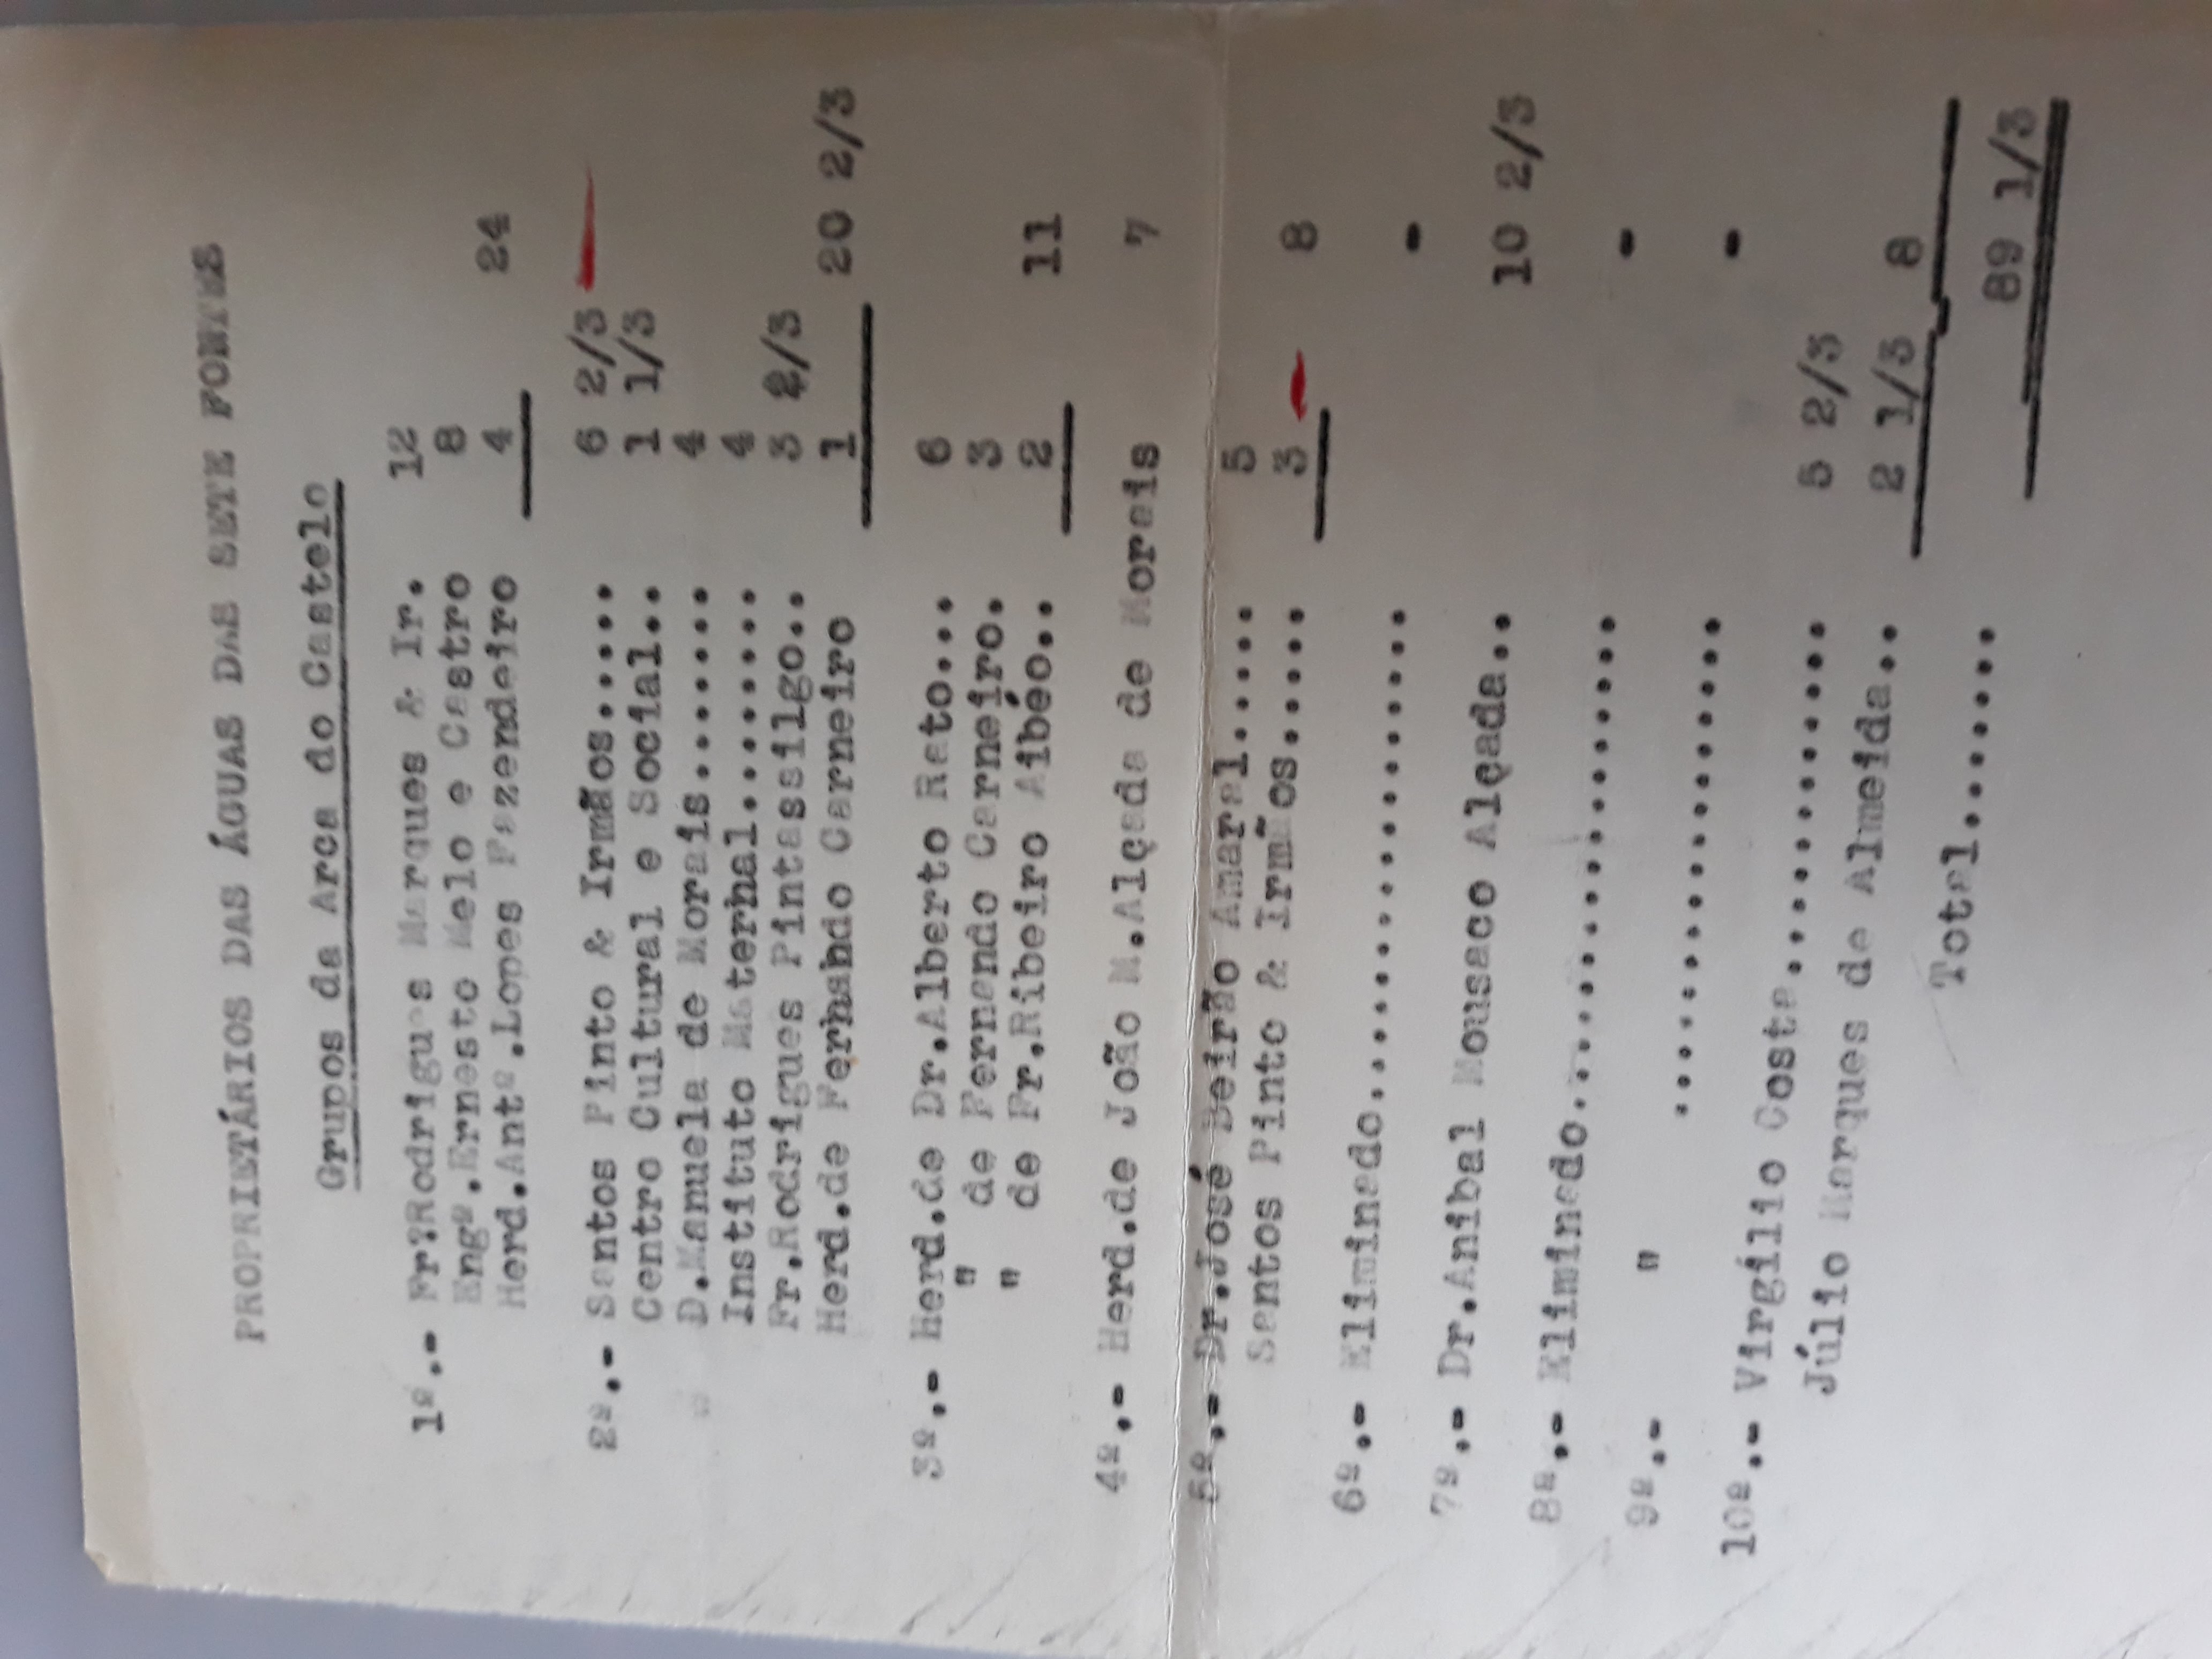 PROPRIETÁRIOS DAS ÁGUAS DAS SETE FONTES
Grupos da Arca do Castelo
1º.- Frº Rodrigues Marques & Ir. 12
Engº.Ernesto Melo e Castro 8
Herd.Antº.Lopes Fazendeiro 4 24
2º.- Santos Pinto & Irmãos..... 6 2/3
Centro Cultural e Social.. 1 1/3
D.Manuela de Morais....... 4
Instituto Maternal........ 4
Fr.Rodrigues Pintassilgo.. 3 2/3
Herd.de Fernando Carneiro 1 20 2/3
3º.- Herd.de Dr.Alberto Rato... 6
" de Fernando Carneiro. 3
" de Fr.Ribeiro Aibéo.. 2 11
4º.- Herd.de João M.Alçada de Morais 7
5º.- Dr.José Beirão Amaral..... 5
Santos Pinto & Irmãos..... 3 8
6º.- Eliminado.................. -
7º.- Dr.Anibal Mousaco Alçada.. 10 2/3
8º.- Eliminado.................. -
9º.- " .................. -
10º.- Virgílio Costa............ 5 2/3
Júlio Marques de Almeida.. 2 1/3 8
Total....... 89 1/3